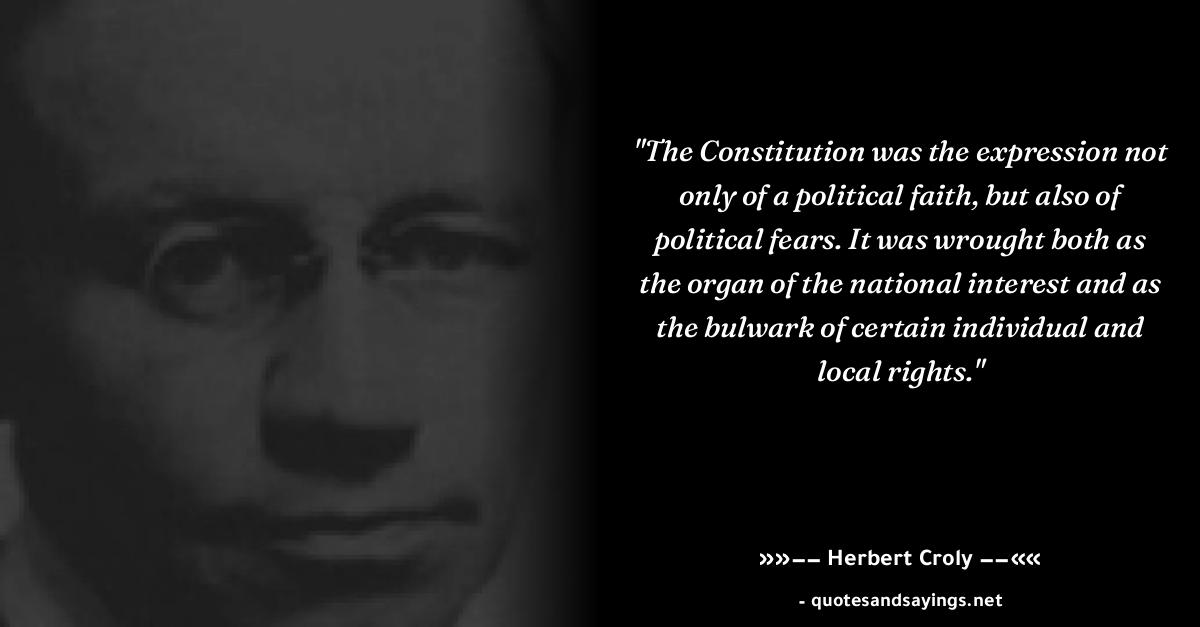 "The Constitution was the expression not
only of a political faith, but also of
political fears. It was wrought both as
the organ of the national interest and as
the bulwark of certain individual and
local rights."
»»−− Herbert Croly −−««
- quotesandsayings.net